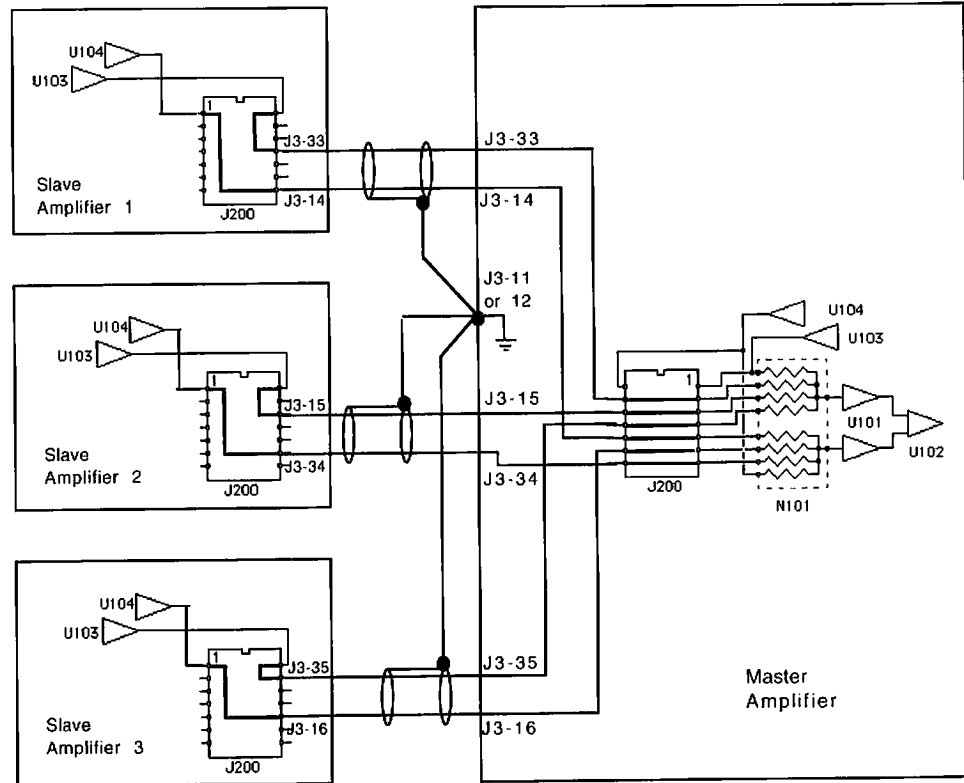 U104
U103
1
J3-33
J3-14
J200
Slave
Amplifier 1
J3-33
J3-14
J3-11
or 12
U104
U103
1
J3-15
J3-34
J200
Slave
Amplifier 2
J3-15
J3-34
U104
U103
1
J200
N101
U101
U102
U104
U103
1
J3-35
J3-16
J200
Slave
Amplifier 3
J3-35
J3-16
Master
Amplifier